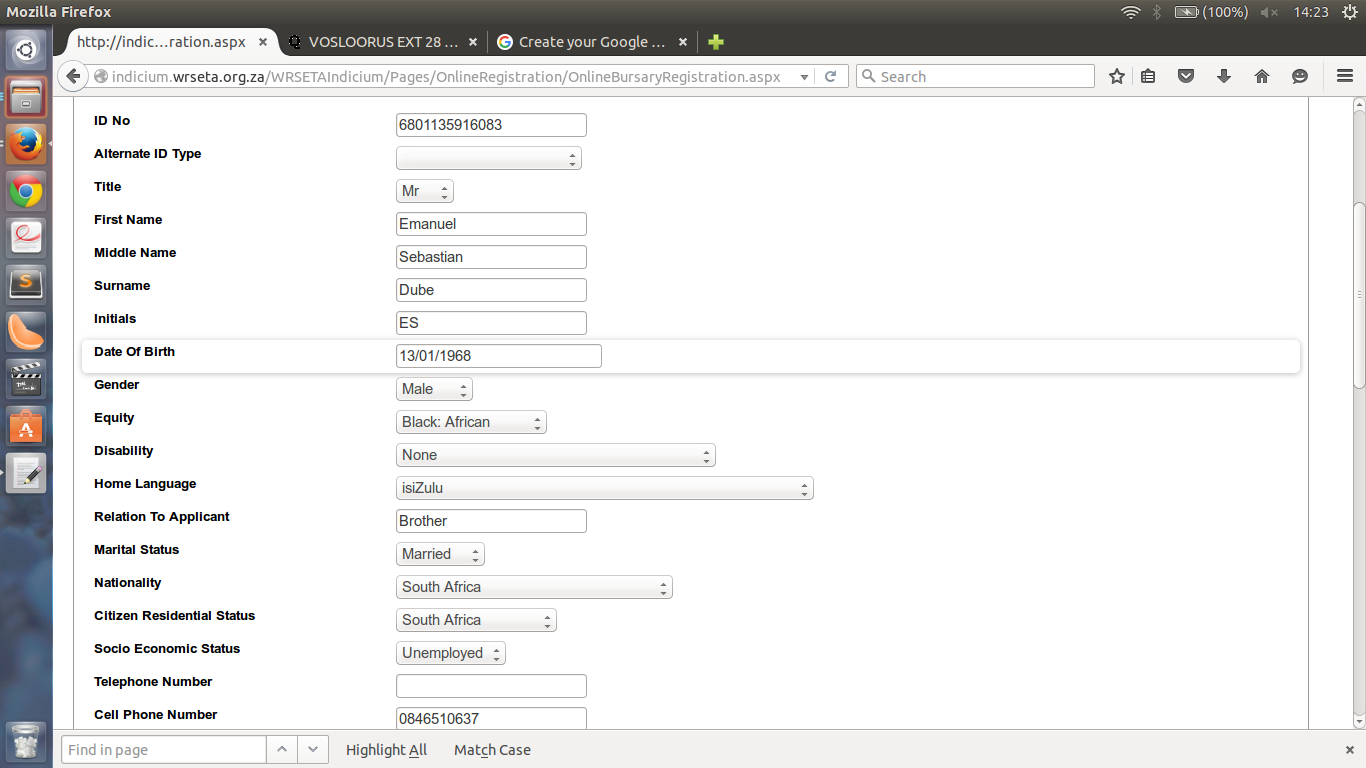 Mozilla Firefox (100%) 14:23
http://indic...ration.aspx VOSLOORUS EXT 28 ... Create your Google ...
indicium.wrseta.org.za/WRSETAIndicium/Pages/OnlineRegistration/OnlineBursaryRegistration.aspx Search
ID No 6801135916083
Alternate ID Type
Title Mr
First Name Emanuel
Middle Name Sebastian
Surname Dube
Initials ES
Date Of Birth 13/01/1968
Gender Male
Equity Black: African
Disability None
Home Language isiZulu
Relation To Applicant Brother
Marital Status Married
Nationality South Africa
Citizen Residential Status South Africa
Socio Economic Status Unemployed
Telephone Number
Cell Phone Number 0846510637
Find in page Highlight All Match Case